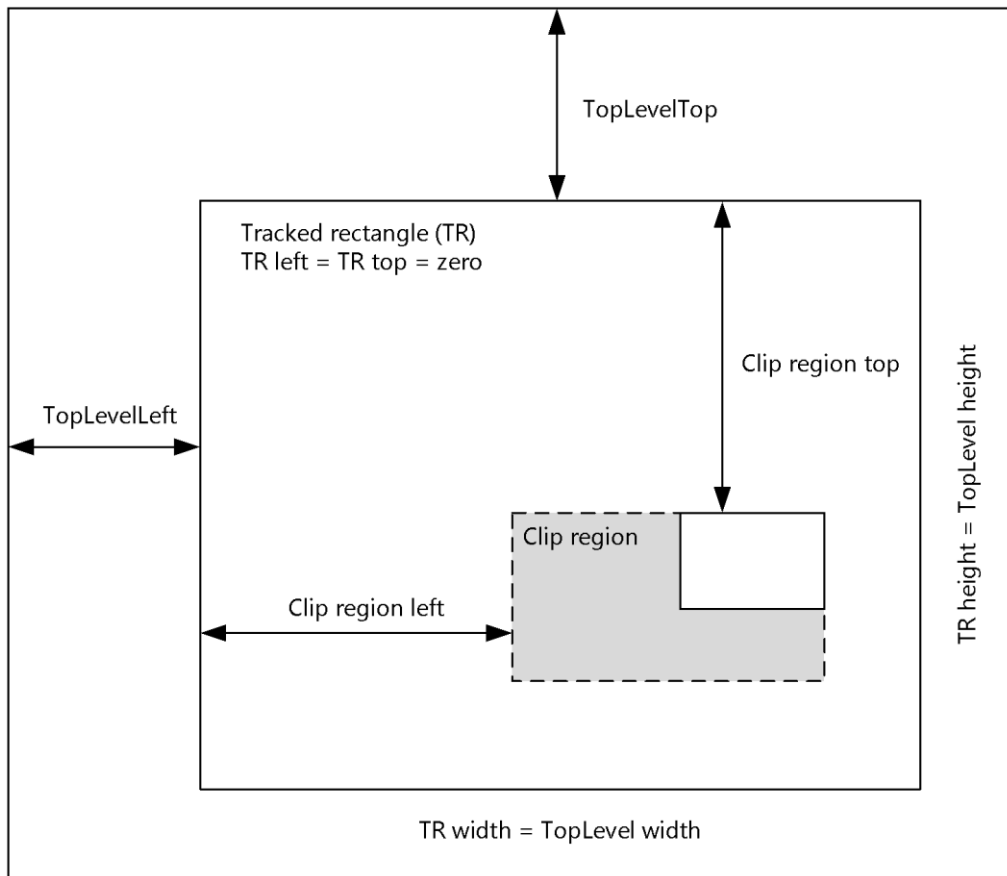 TopLevelTop
Tracked rectangle (TR)
TR left = TR top = zero
Clip region top
TopLevelLeft
TR height = TopLevel height
Clip region
Clip region left
TR width = TopLevel width